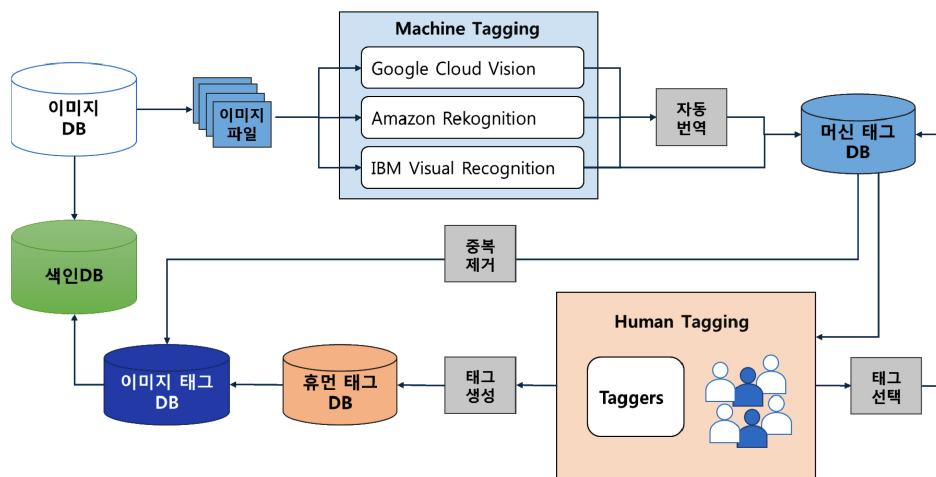 Machine Tagging
Google Cloud Vision
Amazon Rekognition
IBM Visual Recognition
이미지
DB
이미지
파일
자동
번역
머신 태그
DB
색인DB
중복
제거
Human Tagging
Taggers
이미지 태그
DB
휴먼 태그
DB
태그
생성
태그
선택